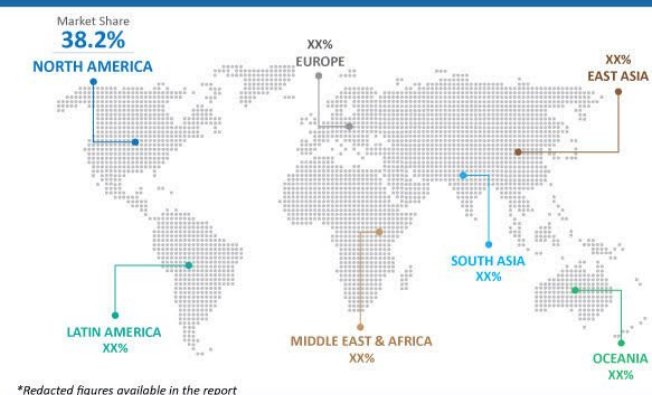 Market Share
38.2%
NORTH AMERICA
XX%
EUROPE
XX%
EAST ASIA
SOUTH ASIA
XX%
LATIN AMERICA
XX%
MIDDLE EAST & AFRICA
XX%
OCEANIA
XX%
*Redacted figures available in the report